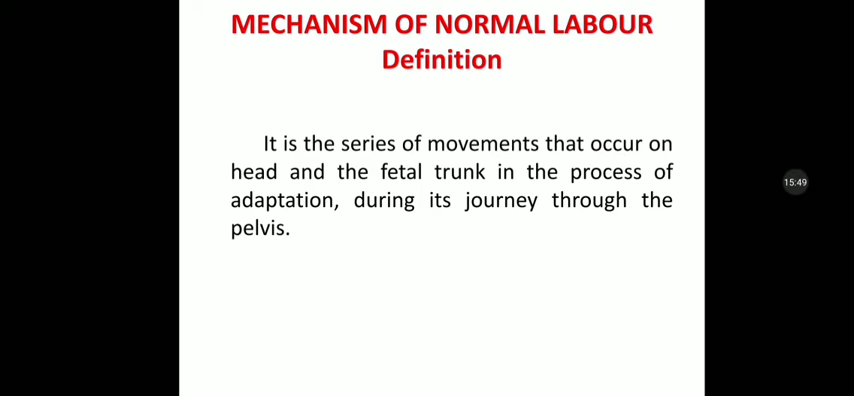 MECHANISM OF NORMAL LABOUR
Definition
It is the series of movements that occur on
head and the fetal trunk in the process of
adaptation, during its journey through the
pelvis.
15:49